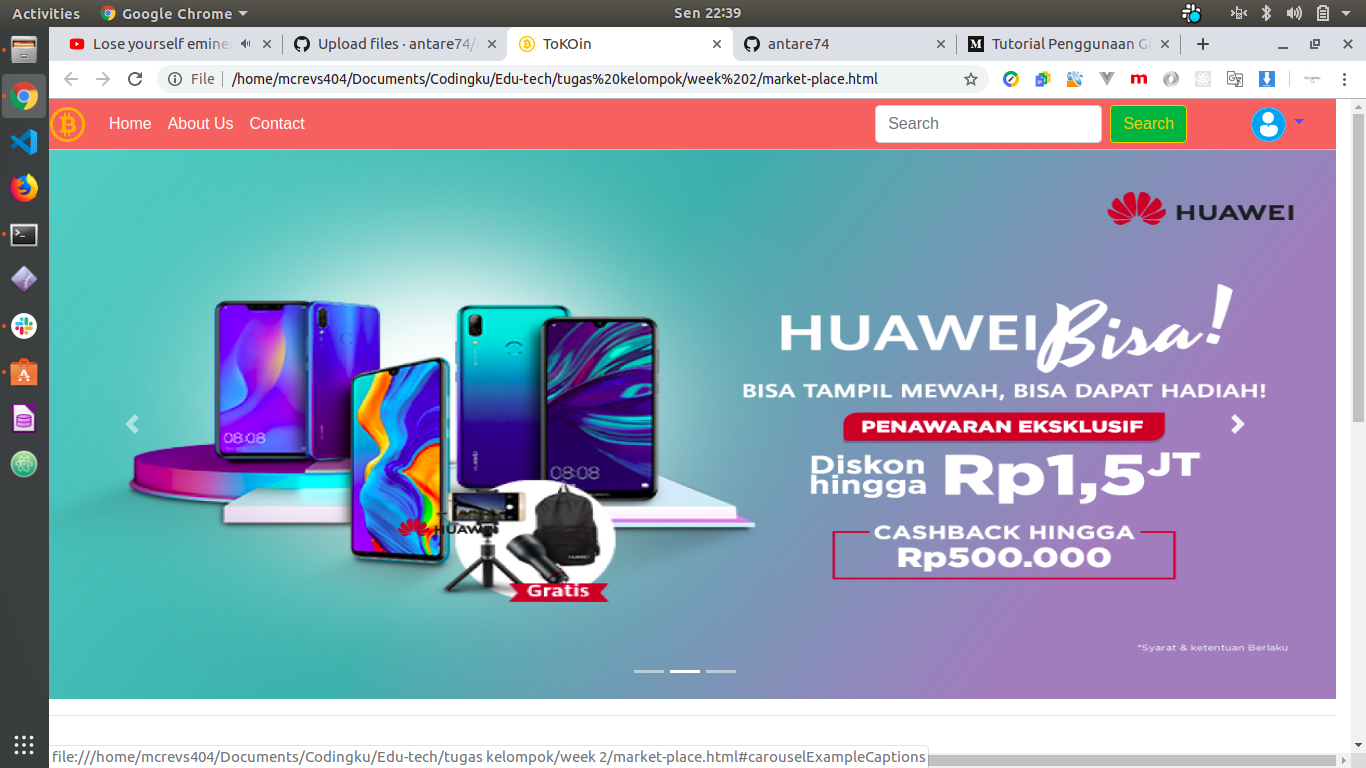 Activities
Google Chrome
Sen 22:39
Lose yourself emine
Upload files · antare74/p
ToKOin
antare74
Tutorial Penggunaan Gi
File
/home/mcrevs404/Documents/Codingku/Edu-tech/tugas%20kelompok/week%202/market-place.html
Home
About Us
Contact
Search
Search
HUAWEI
HUAWEI Bisa!
BISA TAMPIL MEWAH, BISA DAPAT HADIAH!
PENAWARAN EKSKLUSIF
Diskon
hingga
Rp1,5JT
CASHBACK HINGGA
Rp500.000
08:08
08:08
HUAWEI
HUAWEI
Gratis
*Syarat & ketentuan Berlaku
file:///home/mcrevs404/Documents/Codingku/Edu-tech/tugas kelompok/week 2/market-place.html#carouselExampleCaptions